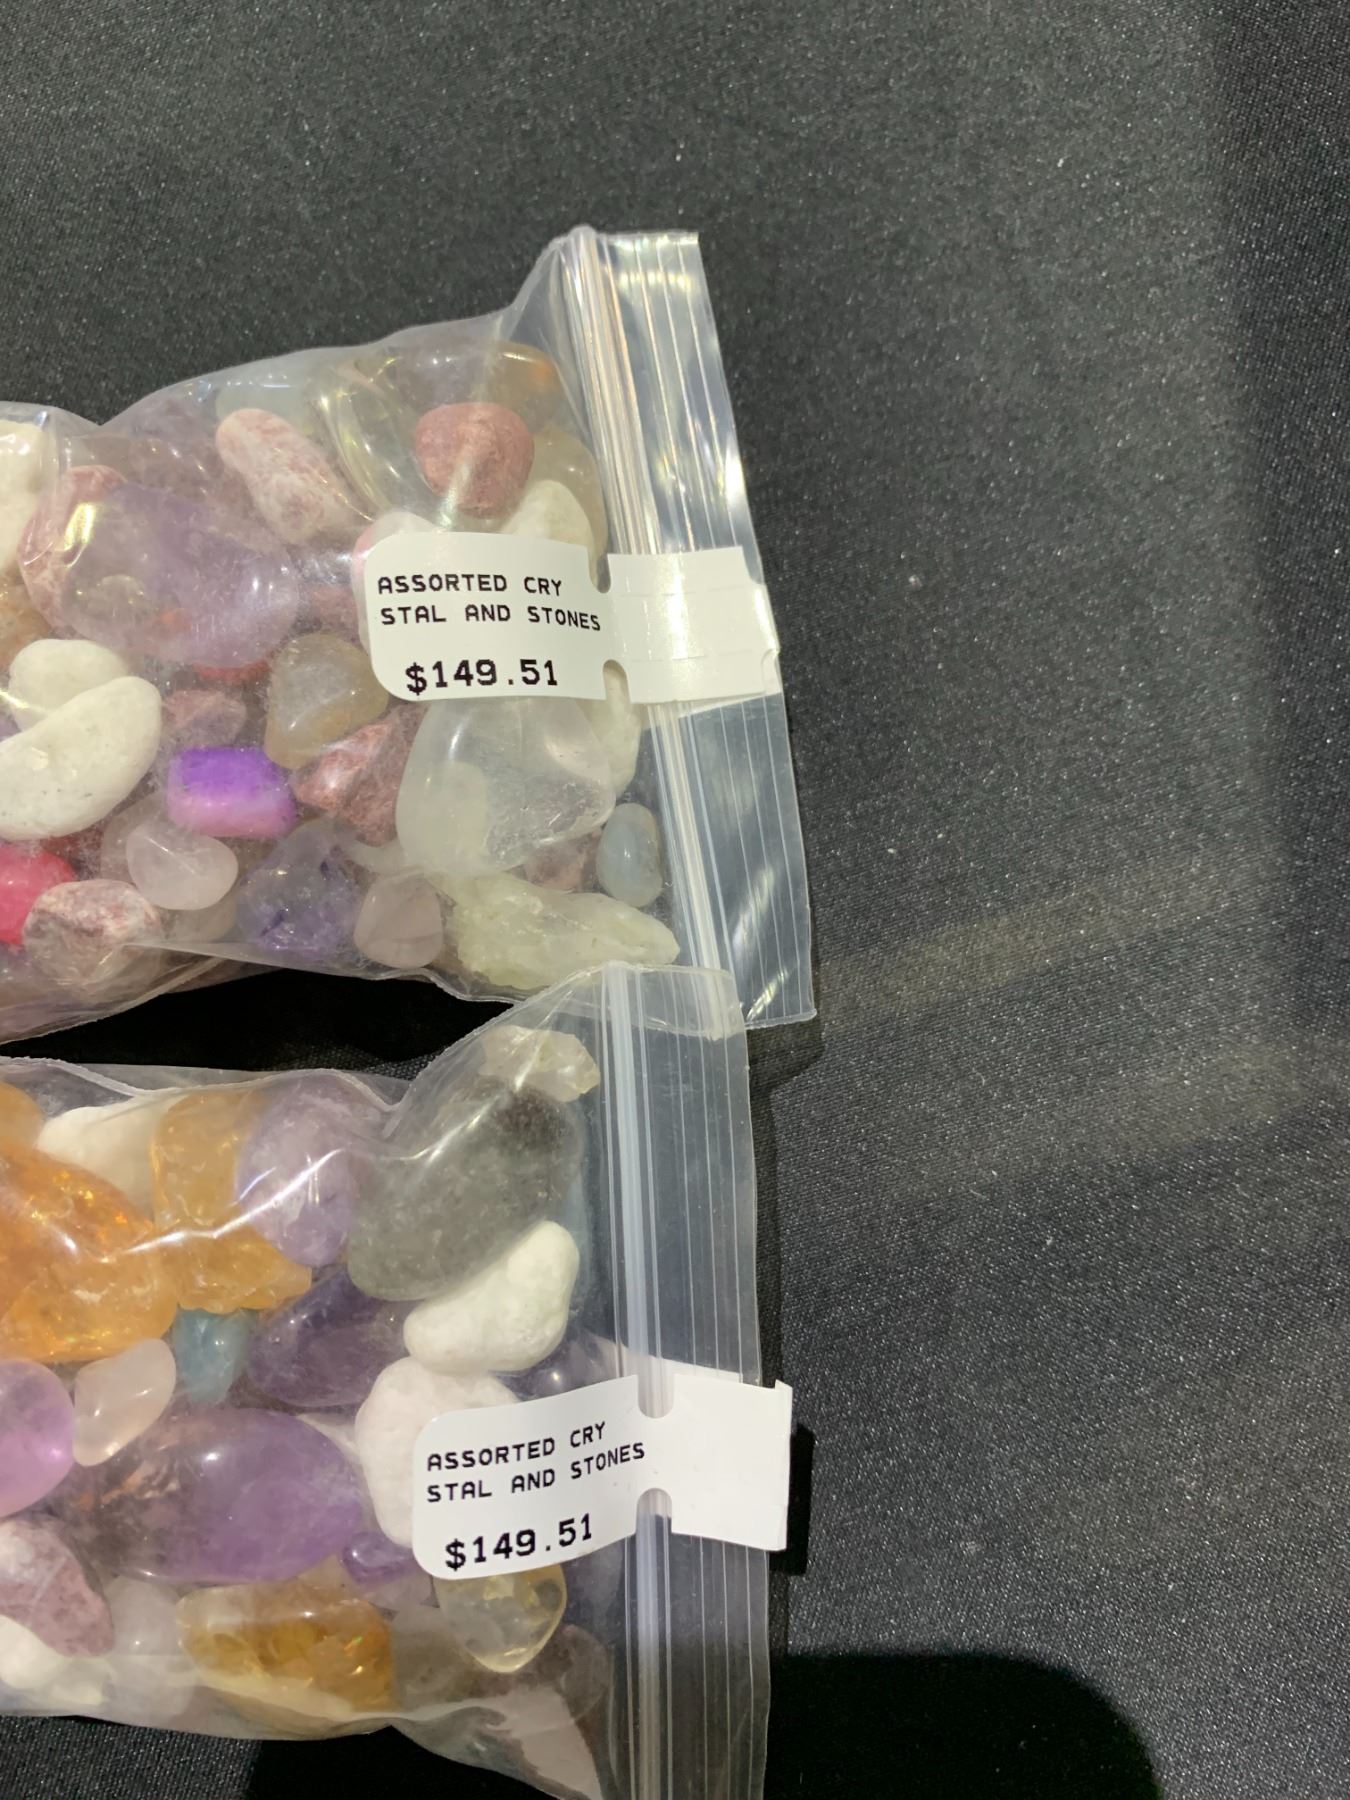 ASSORTED CRY
STAL AND STONES
$149.51
ASSORTED CRY
STAL AND STONES
$149.51